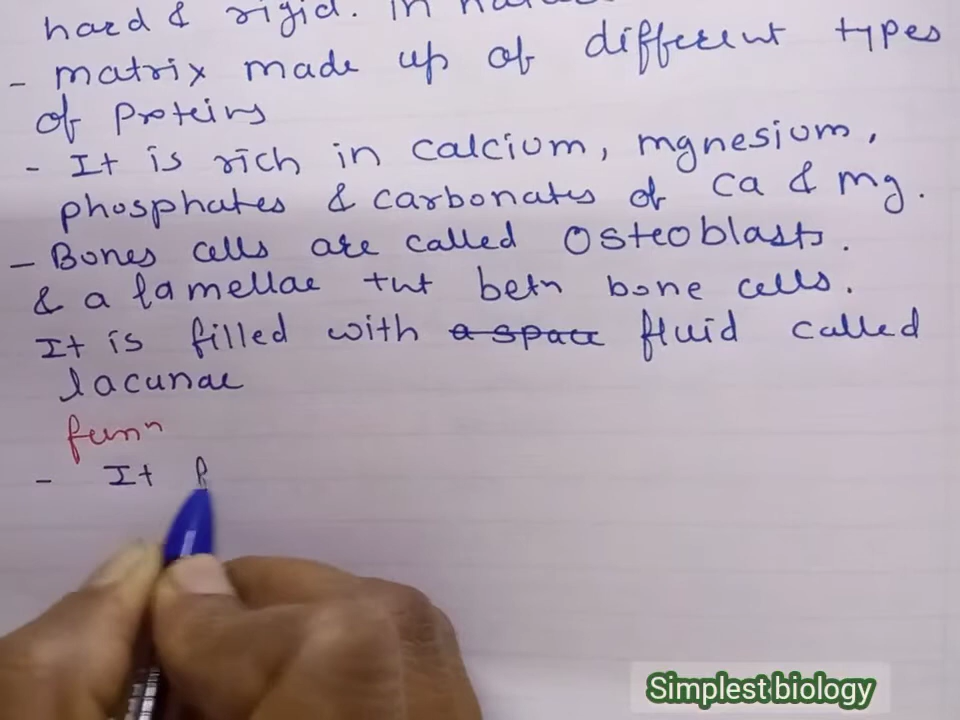 hard & rigid. in
- matrix made up of different types
of Proteins
- It is rich in calcium, mgnesium,
phosphates & carbonates of Ca & mg.
- Bones cells are called Osteoblasts.
& a lamellae tut betn bone cells.
It is filled with a space fluid called
lacunae
funn
- It
Simplest biology